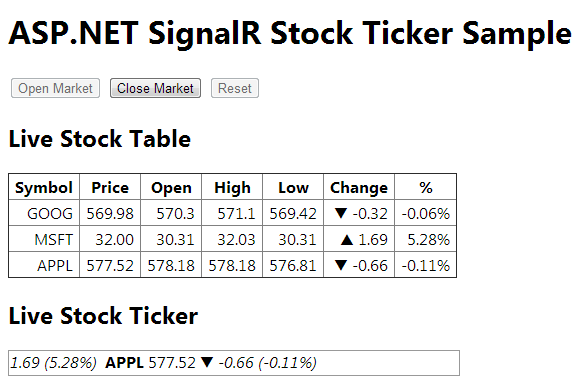 ASP.NET SignalR Stock Ticker Sample
Open Market Close Market Reset
Live Stock Table
Symbol Price Open High Low Change %
GOOG 569.98 570.3 571.1 569.42 ▼ -0.32 -0.06%
MSFT 32.00 30.31 32.03 30.31 ▲ 1.69 5.28%
APPL 577.52 578.18 578.18 576.81 ▼ -0.66 -0.11%
Live Stock Ticker
1.69 (5.28%) APPL 577.52 ▼ -0.66 (-0.11%)